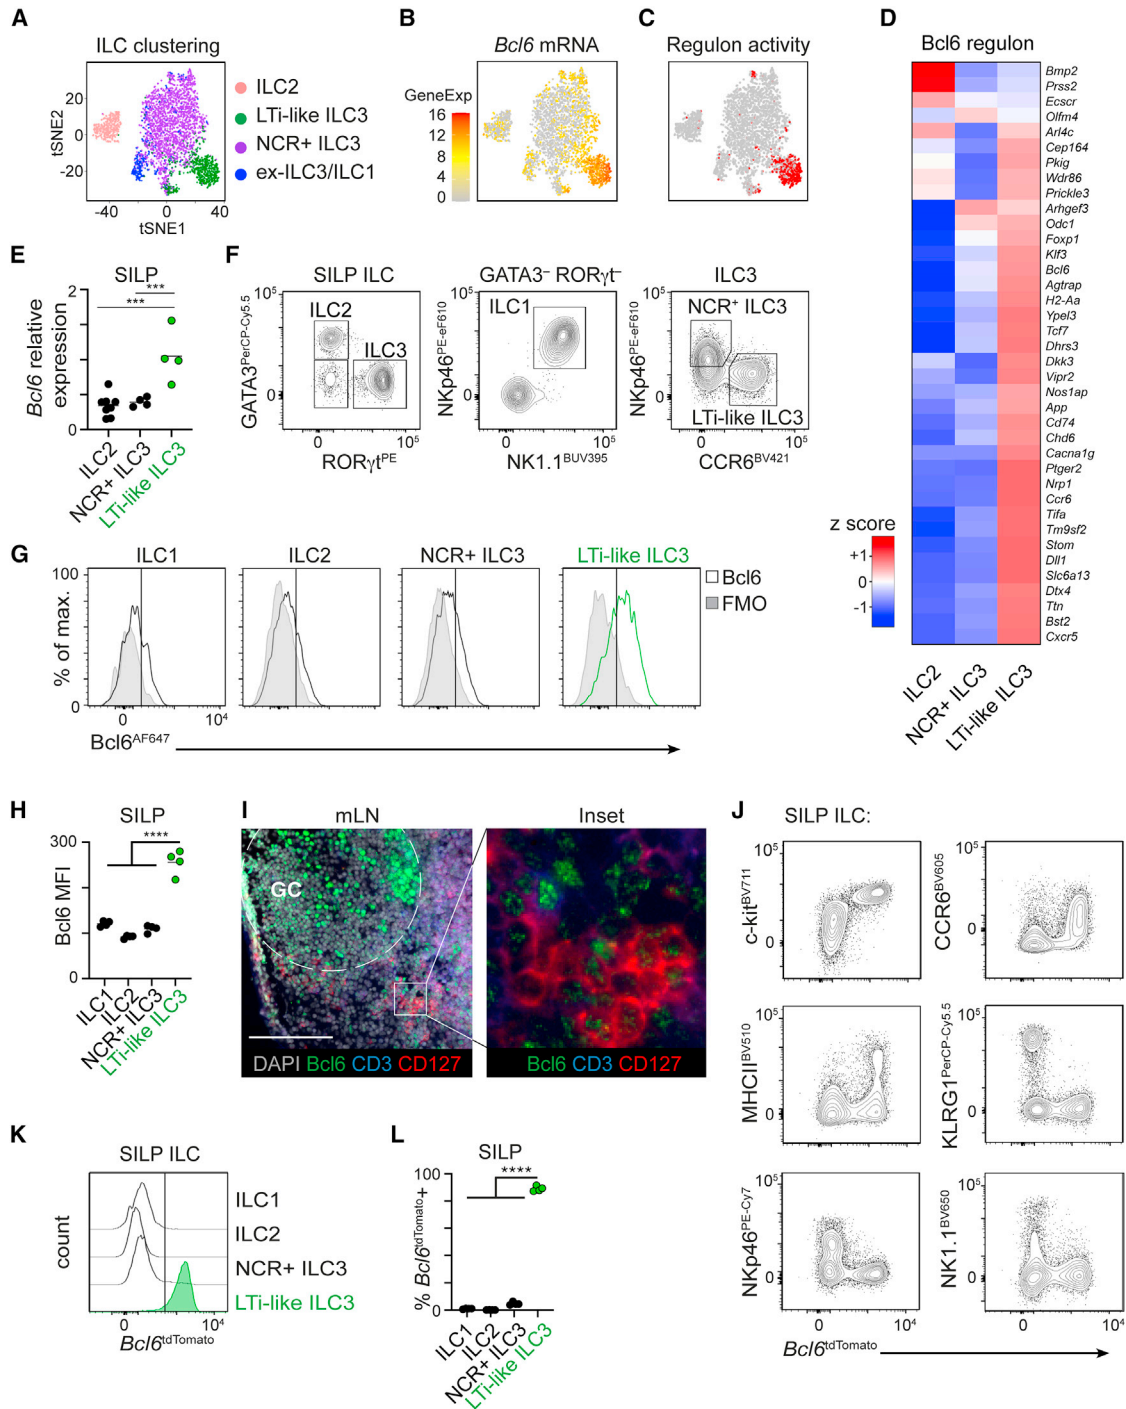 A
ILC clustering
20
0
-20
tSNE2
-40
0
40
tSNE1
ILC2
LTi-like ILC3
NCR+ ILC3
ex-ILC3/ILC1
B
Bcl6 mRNA
GeneExp
16
12
8
4
0
C
Regulon activity
D
Bcl6 regulon
Bmp2
Prss2
Ecscr
Olfm4
Arl4c
Cep164
Pkig
Wdr86
Prickle3
Arhgef3
Odc1
Foxp1
Klf3
Bcl6
Agtrap
H2-Aa
Ypel3
Tcf7
Dhrs3
Dkk3
Vipr2
Nos1ap
App
Cd74
Chd6
Cacna1g
Ptger2
Nrp1
Ccr6
Tifa
Tm9sf2
Stom
Dll1
Slc6a13
Dtx4
Ttn
Bst2
Cxcr5
z score
+1
0
-1
ILC2
NCR+ ILC3
LTi-like ILC3
E
SILP
***
***
2
1
0
Bcl6 relative
expression
ILC2
NCR+ ILC3
LTi-like ILC3
F
SILP ILC
10⁵
ILC2
ILC3
0
GATA3PerCP-Cy5.5
0
10⁵
RORγtPE
GATA3– RORγt–
10⁵
ILC1
0
NKp46PE-eF610
0
10⁵
NK1.1BUV395
ILC3
10⁵
NCR+ ILC3
0
LTi-like ILC3
NKp46PE-eF610
0
10⁵
CCR6BV421
G
ILC1
ILC2
NCR+ ILC3
LTi-like ILC3
100
0
% of max.
0
10⁴
Bcl6AF647
Bcl6
FMO
H
SILP
****
300
0
Bcl6 MFI
ILC1
ILC2
NCR+ ILC3
LTi-like ILC3
I
mLN
GC
DAPI Bcl6 CD3 CD127
Inset
Bcl6 CD3 CD127
J
SILP ILC:
10⁵
0
c-kitBV711
10⁵
0
CCR6BV605
10⁵
0
MHCIIBV510
10⁵
0
KLRG1PerCP-Cy5.5
10⁵
0
NKp46PE-Cy7
10⁵
0
NK1.1BV650
0
10⁴
0
10⁴
Bcl6tdTomato
K
SILP ILC
count
ILC1
ILC2
NCR+ ILC3
LTi-like ILC3
0
10⁴
Bcl6tdTomato
L
SILP
****
100
0
% Bcl6tdTomato+
ILC1
ILC2
NCR+ ILC3
LTi-like ILC3